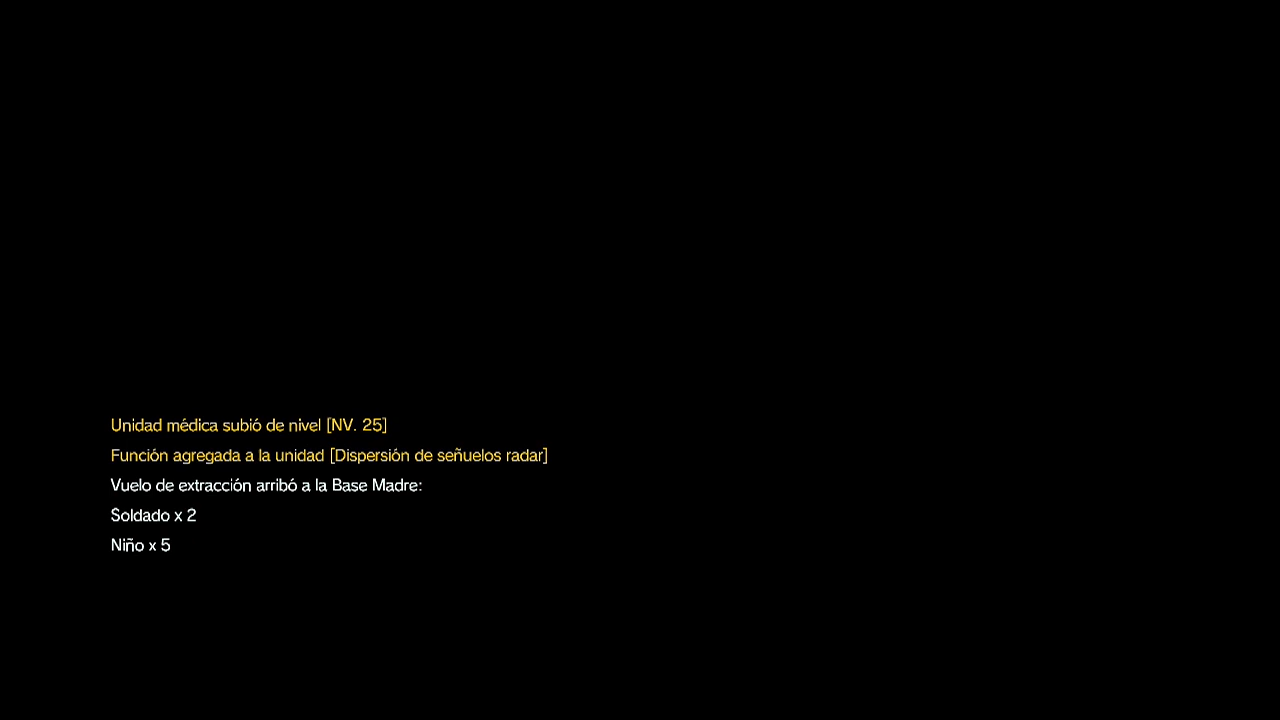 Unidad médica subió de nivel [NV. 25]
Función agregada a la unidad [Dispersión de señuelos radar]
Vuelo de extracción arribó a la Base Madre:
Soldado x 2
Niño x 5